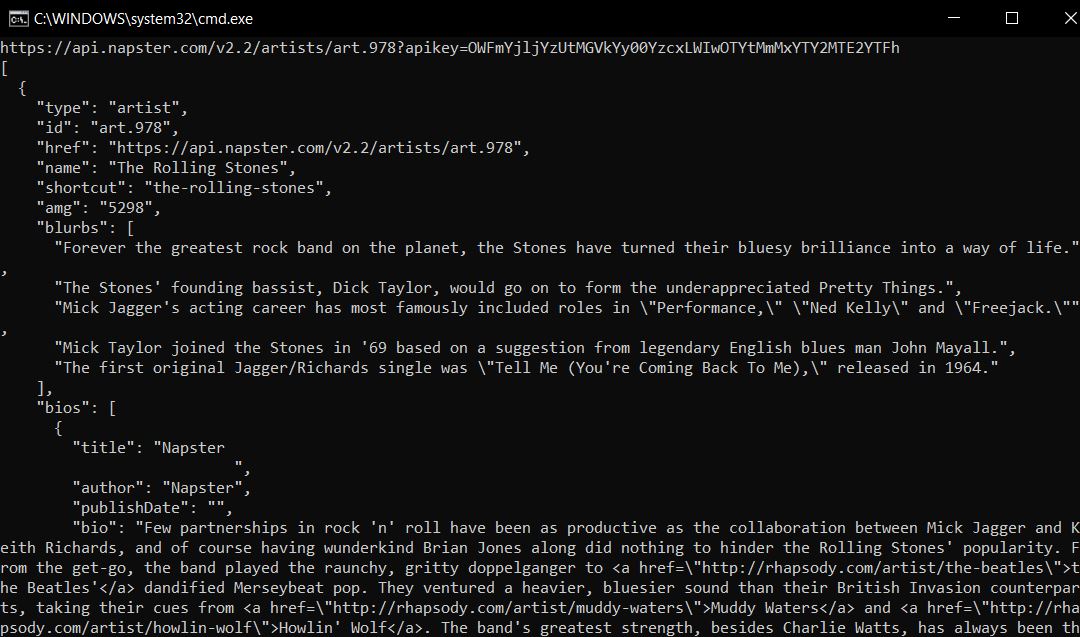 C:\WINDOWS\system32\cmd.exe
https://api.napster.com/v2.2/artists/art.978?apikey=OWFmYjljYzUtMGVkYy00YzcxLWIwOTYtMmMxYTY2MTE2YTFh
[
  {
    "type": "artist",
    "id": "art.978",
    "href": "https://api.napster.com/v2.2/artists/art.978",
    "name": "The Rolling Stones",
    "shortcut": "the-rolling-stones",
    "amg": "5298",
    "blurbs": [
      "Forever the greatest rock band on the planet, the Stones have turned their bluesy brilliance into a way of life."
,
      "The Stones' founding bassist, Dick Taylor, would go on to form the underappreciated Pretty Things.",
      "Mick Jagger's acting career has most famously included roles in \"Performance,\" \"Ned Kelly\" and \"Freejack.\""
,
      "Mick Taylor joined the Stones in '69 based on a suggestion from legendary English blues man John Mayall.",
      "The first original Jagger/Richards single was \"Tell Me (You're Coming Back To Me),\" released in 1964."
    ],
    "bios": [
      {
        "title": "Napster
                          ",
        "author": "Napster",
        "publishDate": "",
        "bio": "Few partnerships in rock 'n' roll have been as productive as the collaboration between Mick Jagger and K
eith Richards, and of course having wunderkind Brian Jones along did nothing to hinder the Rolling Stones' popularity. F
rom the get-go, the band played the raunchy, gritty doppelganger to <a href=\"http://rhapsody.com/artist/the-beatles\">t
he Beatles'</a> dandified Merseybeat pop. They ventured a heavier, bluesier sound than their British Invasion counterpar
ts, taking their cues from <a href=\"http://rhapsody.com/artist/muddy-waters\">Muddy Waters</a> and <a href=\"http://rha
psody.com/artist/howlin-wolf\">Howlin' Wolf</a>. The band's greatest strength, besides Charlie Watts, has always been th